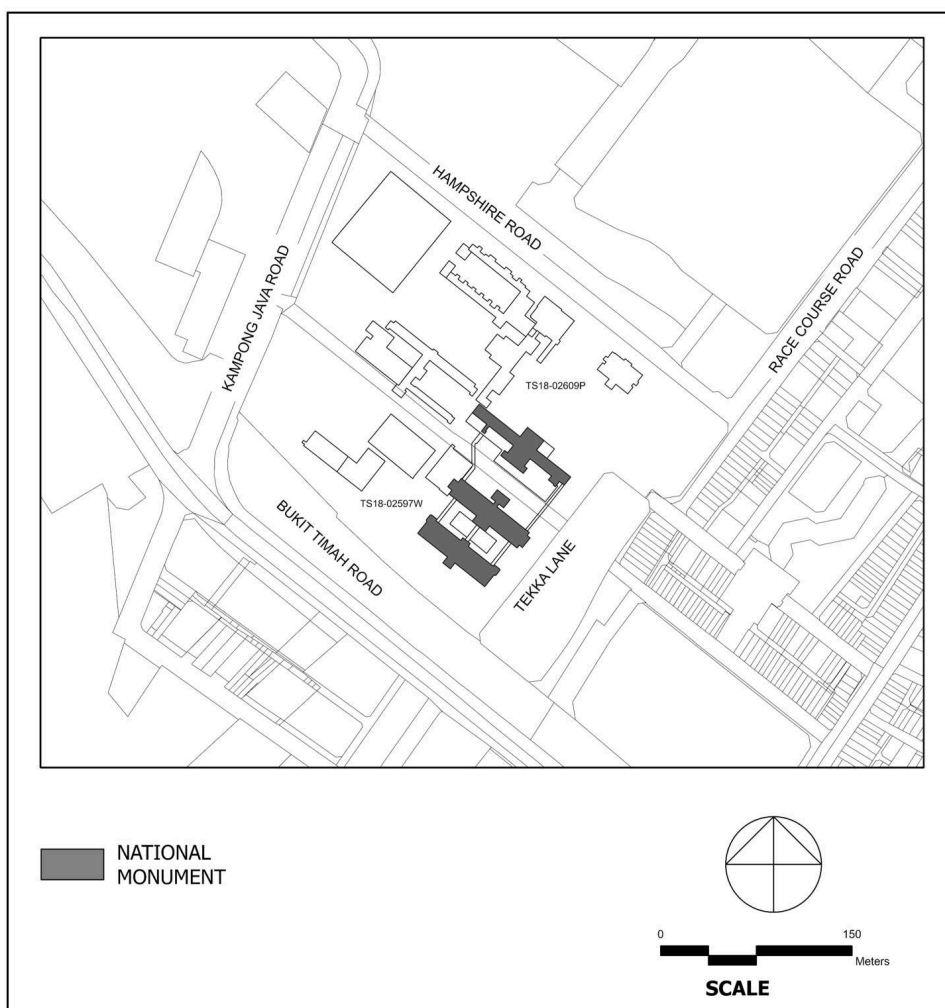 HAMPSHIRE ROAD
KAMPONG JAVA ROAD
RACE COURSE ROAD
TS18-02609P
TS18-02597W
BUKIT TIMAH ROAD
TEKKA LANE
NATIONAL
MONUMENT
0 150
Meters
SCALE